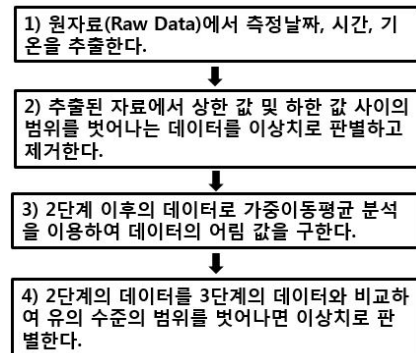 1) 원자료(Raw Data)에서 측정날짜, 시간, 기
온을 추출한다.
2) 추출된 자료에서 상한 값 및 하한 값 사이의
범위를 벗어나는 데이터를 이상치로 판별하고
제거한다.
3) 2단계 이후의 데이터로 가중이동평균 분석
을 이용하여 데이터의 어림 값을 구한다.
4) 2단계의 데이터를 3단계의 데이터와 비교하
여 유의 수준의 범위를 벗어나면 이상치로 판
별한다.